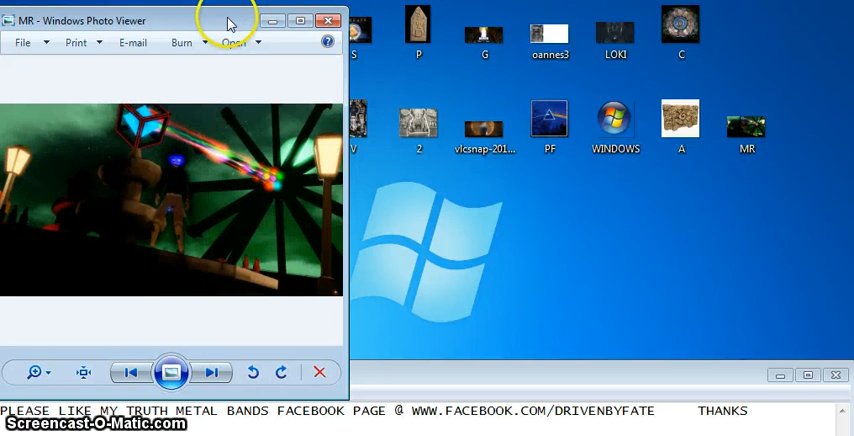 MR - Windows Photo Viewer
File Print E-mail Burn Open
S P G oannes3 LOKI C
V 2 vlcsnap-201... PF WINDOWS A MR
PLEASE LIKE MY TRUTH METAL BANDS FACEBOOK PAGE @ WWW.FACEBOOK.COM/DRIVENBYFATE THANKS
Screencast-O-Matic.com